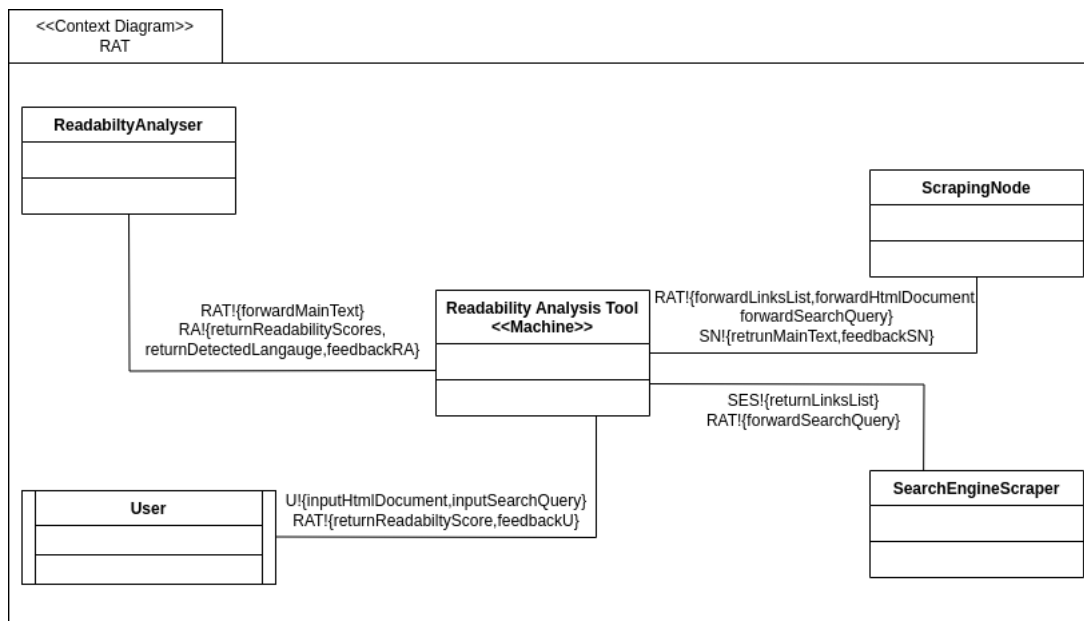 <<Context Diagram>>
RAT
ReadabiltyAnalyser
ScrapingNode
RAT!{forwardMainText}
RA!{returnReadabilityScores,
returnDetectedLangauge,feedbackRA}
Readability Analysis Tool
<<Machine>>
RAT!{forwardLinksList,forwardHtmlDocument
forwardSearchQuery}
SN!{retrunMainText,feedbackSN}
SES!{returnLinksList}
RAT!{forwardSearchQuery}
User
U!{inputHtmlDocument,inputSearchQuery}
RAT!{returnReadabiltyScore,feedbackU}
SearchEngineScraper